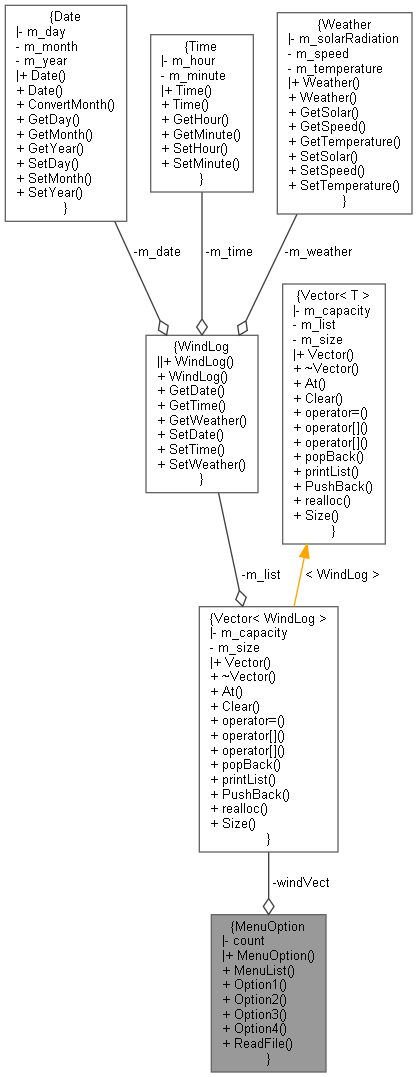 {Date
|- m_day
- m_month
- m_year
|+ Date()
+ Date()
+ ConvertMonth()
+ GetDay()
+ GetMonth()
+ GetYear()
+ SetDay()
+ SetMonth()
+ SetYear()
}
{Time
|- m_hour
- m_minute
|+ Time()
+ Time()
+ GetHour()
+ GetMinute()
+ SetHour()
+ SetMinute()
}
{Weather
|- m_solarRadiation
- m_speed
- m_temperature
|+ Weather()
+ Weather()
+ GetSolar()
+ GetSpeed()
+ GetTemperature()
+ SetSolar()
+ SetSpeed()
+ SetTemperature()
}
-m_date
-m_time
-m_weather
{WindLog
||+ WindLog()
+ WindLog()
+ GetDate()
+ GetTime()
+ GetWeather()
+ SetDate()
+ SetTime()
+ SetWeather()
}
{Vector< T >
|- m_capacity
- m_list
- m_size
|+ Vector()
+ ~Vector()
+ At()
+ Clear()
+ operator=()
+ operator[]()
+ operator[]()
+ popBack()
+ printList()
+ PushBack()
+ realloc()
+ Size()
}
-m_list
< WindLog >
{Vector< WindLog >
|- m_capacity
- m_size
|+ Vector()
+ ~Vector()
+ At()
+ Clear()
+ operator=()
+ operator[]()
+ operator[]()
+ popBack()
+ printList()
+ PushBack()
+ realloc()
+ Size()
}
-windVect
{MenuOption
|- count
|+ MenuOption()
+ MenuList()
+ Option1()
+ Option2()
+ Option3()
+ Option4()
+ ReadFile()
}